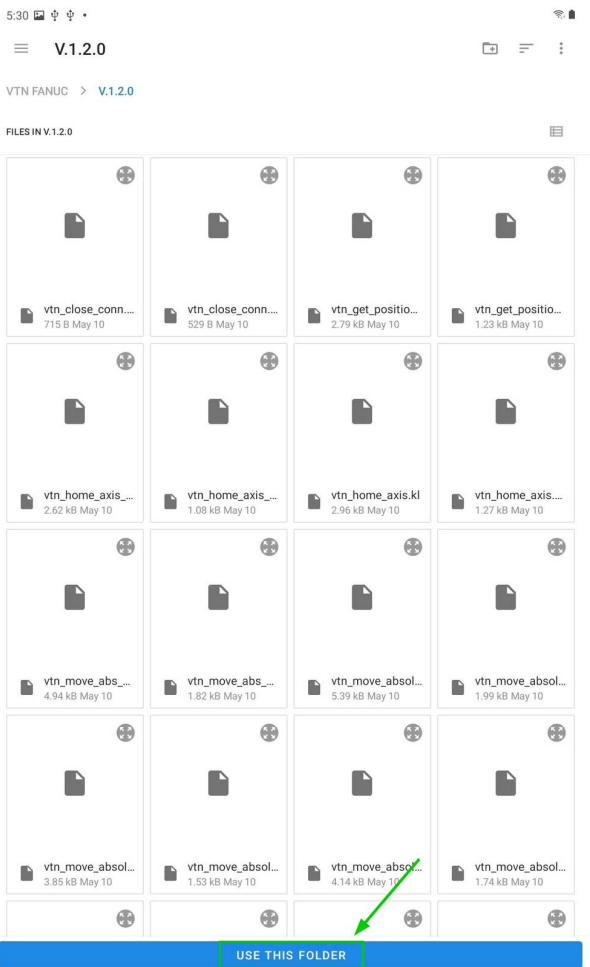 5:30
V.1.2.0
VTN FANUC > V.1.2.0
FILES IN V.1.2.0
vtn_close_conn....
715 B May 10
vtn_close_conn....
529 B May 10
vtn_get_positio...
2.79 kB May 10
vtn_get_positio...
1.23 kB May 10
vtn_home_axis_...
2.62 kB May 10
vtn_home_axis_...
1.08 kB May 10
vtn_home_axis.kl
2.96 kB May 10
vtn_home_axis....
1.27 kB May 10
vtn_move_abs_...
4.94 kB May 10
vtn_move_abs_...
1.82 kB May 10
vtn_move_absol...
5.39 kB May 10
vtn_move_absol...
1.99 kB May 10
vtn_move_absol...
3.85 kB May 10
vtn_move_absol...
1.53 kB May 10
vtn_move_absol...
4.14 kB May 10
vtn_move_absol...
1.74 kB May 10
USE THIS FOLDER